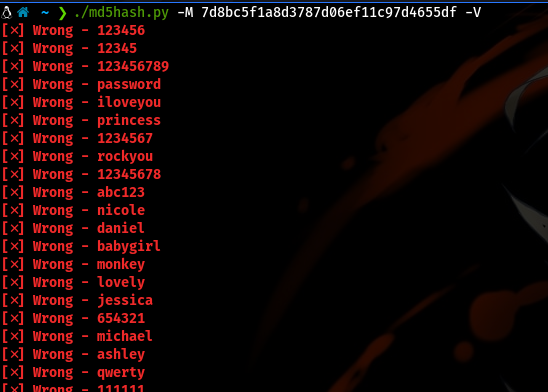 ~ ❯ ./md5hash.py -M 7d8bc5f1a8d3787d06ef11c97d4655df -V
[×] Wrong - 123456
[×] Wrong - 12345
[×] Wrong - 123456789
[×] Wrong - password
[×] Wrong - iloveyou
[×] Wrong - princess
[×] Wrong - 1234567
[×] Wrong - rockyou
[×] Wrong - 12345678
[×] Wrong - abc123
[×] Wrong - nicole
[×] Wrong - daniel
[×] Wrong - babygirl
[×] Wrong - monkey
[×] Wrong - lovely
[×] Wrong - jessica
[×] Wrong - 654321
[×] Wrong - michael
[×] Wrong - ashley
[×] Wrong - qwerty
[×] Wrong - 111111